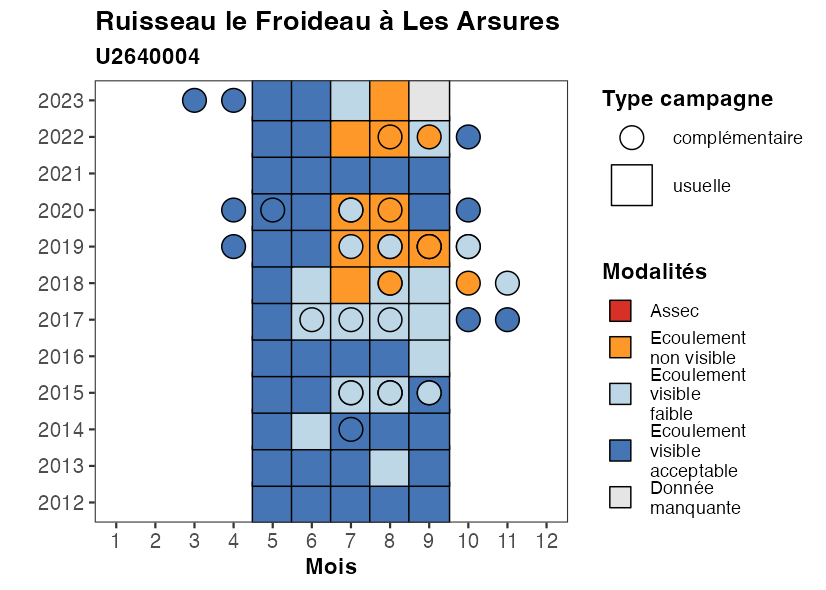 Ruisseau le Froideau à Les Arsures
U2640004
2023
2022
2021
2020
2019
2018
2017
2016
2015
2014
2013
2012
1 2 3 4 5 6 7 8 9 10 11 12
Mois
Type campagne
complémentaire
usuelle
Modalités
Assec
Ecoulement
non visible
Ecoulement
visible
faible
Ecoulement
visible
acceptable
Donnée
manquante